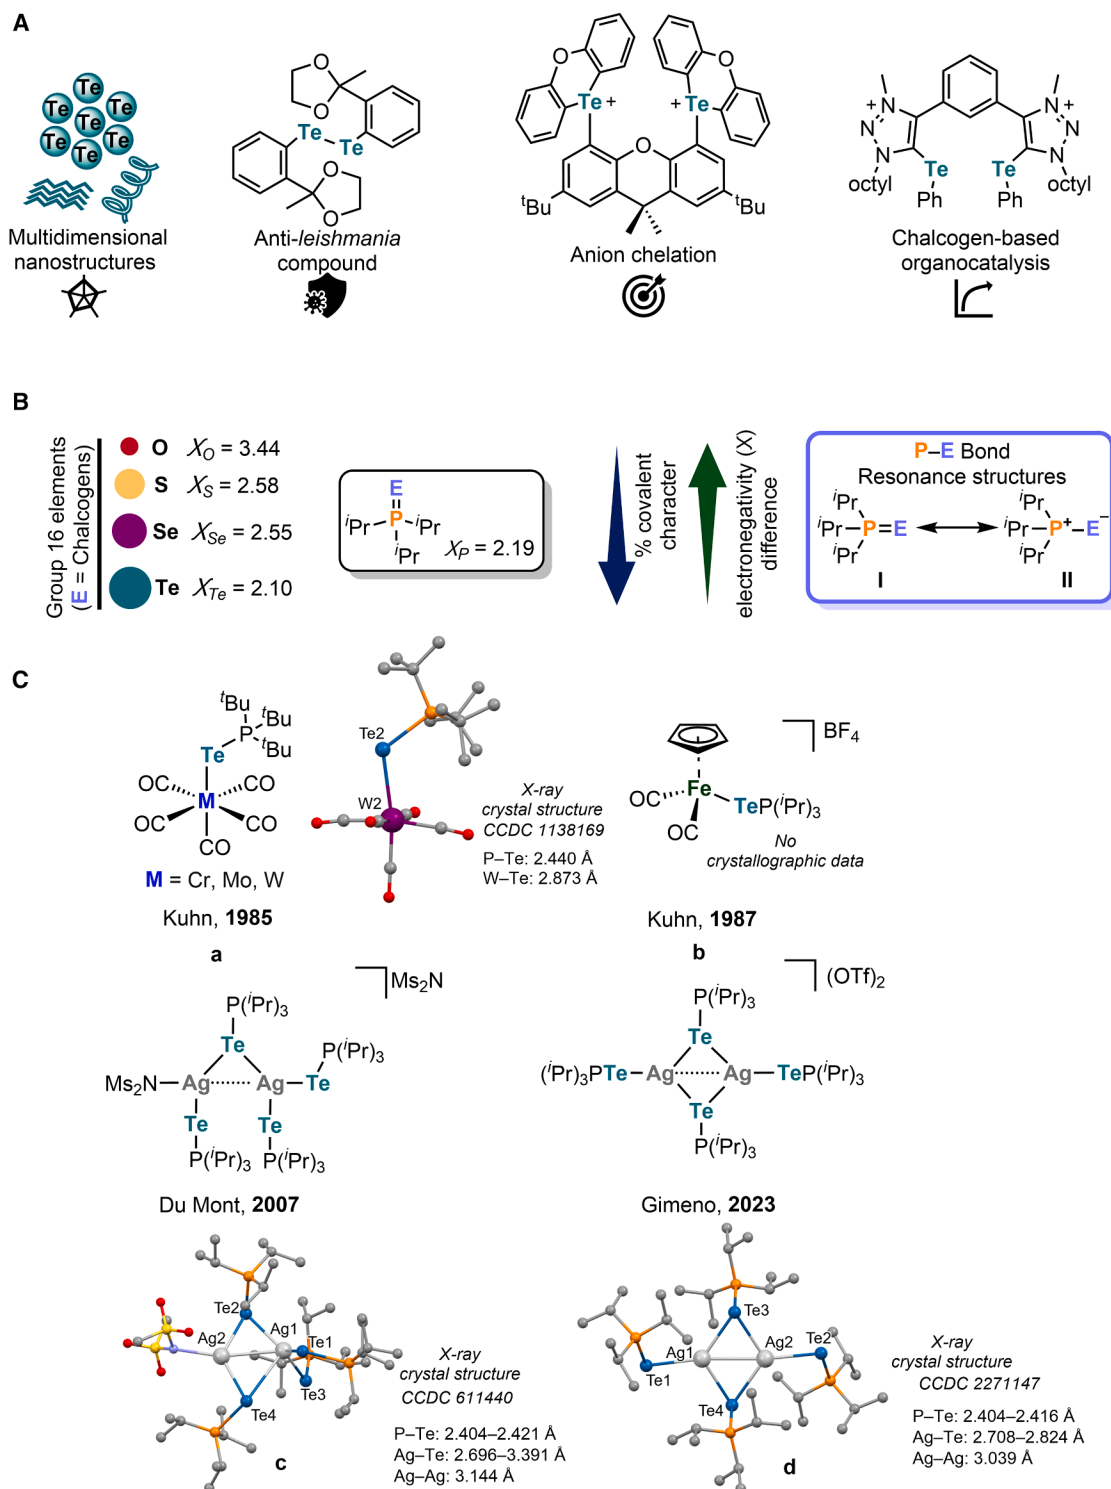 A
Te
Te Te
Te
Te Te
Te
Multidimensional
nanostructures
O
O
Te
Te
O
O
Anti-leishmania
compound
O
O
Te+
+Te
O
tBu
tBu
Anion chelation
N
+
N
N
octyl
Te
Ph
N
+
N
N
octyl
Te
Ph
Chalcogen-based
organocatalysis
B
Group 16 elements
(E = Chalcogens)
O XO = 3.44
S XS = 2.58
Se XSe = 2.55
Te XTe = 2.10
E
P
iPr
iPr
iPr
XP = 2.19
% covalent
character
electronegativity (X)
difference
P–E Bond
Resonance structures
iPr
iPr P=E
iPr
I
iPr
iPr P+–E−
iPr
II
C
tBu
tBu
P
tBu
Te
OC CO
M
OC CO
CO
M = Cr, Mo, W
Kuhn, 1985
a
Te2
W2
X-ray
crystal structure
CCDC 1138169
P–Te: 2.440 Å
W–Te: 2.873 Å
BF4
Fe
OC
TeP(iPr)3
OC
No
crystallographic data
Kuhn, 1987
b
Ms2N
P(iPr)3
Te
P(iPr)3
Ms2N Ag Ag Te
Te Te
P(iPr)3 P(iPr)3
Du Mont, 2007
(OTf)2
P(iPr)3
Te
(iPr)3PTe Ag Ag TeP(iPr)3
Te
P(iPr)3
Gimeno, 2023
Te2
Ag2
Ag1
Te1
Te3
Te4
X-ray
crystal structure
CCDC 611440
P–Te: 2.404–2.421 Å
Ag–Te: 2.696–3.391 Å
Ag–Ag: 3.144 Å
c
Te3
Ag2
Te2
Ag1
Te1
Te4
X-ray
crystal structure
CCDC 2271147
P–Te: 2.404–2.416 Å
Ag–Te: 2.708–2.824 Å
Ag–Ag: 3.039 Å
d